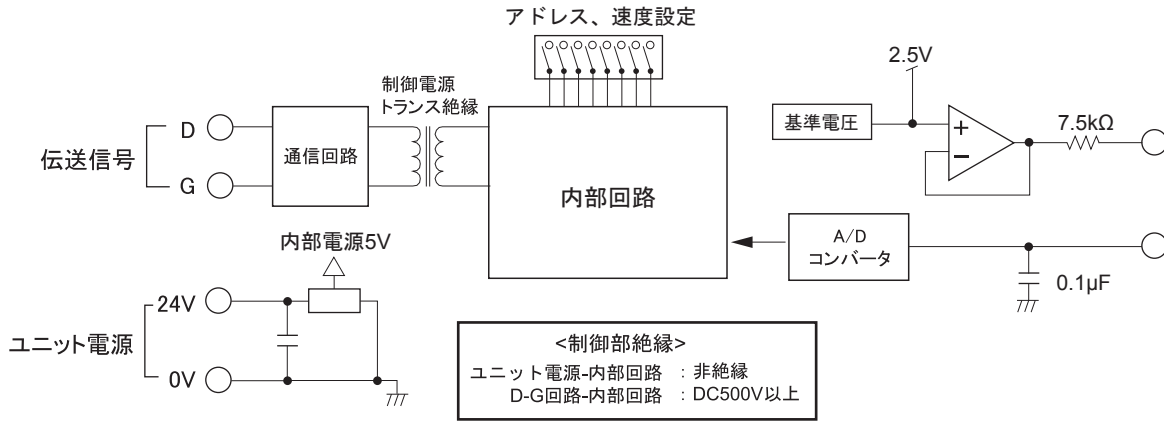 アドレス、速度設定
制御電源
トランス絶縁
伝送信号
D
G
通信回路
内部回路
2.5V
基準電圧
+
−
7.5kΩ
A/D
コンバータ
0.1µF
内部電源5V
ユニット電源
24V
0V
<制御部絶縁>
ユニット電源-内部回路 : 非絶縁
D-G回路-内部回路 : DC500V以上